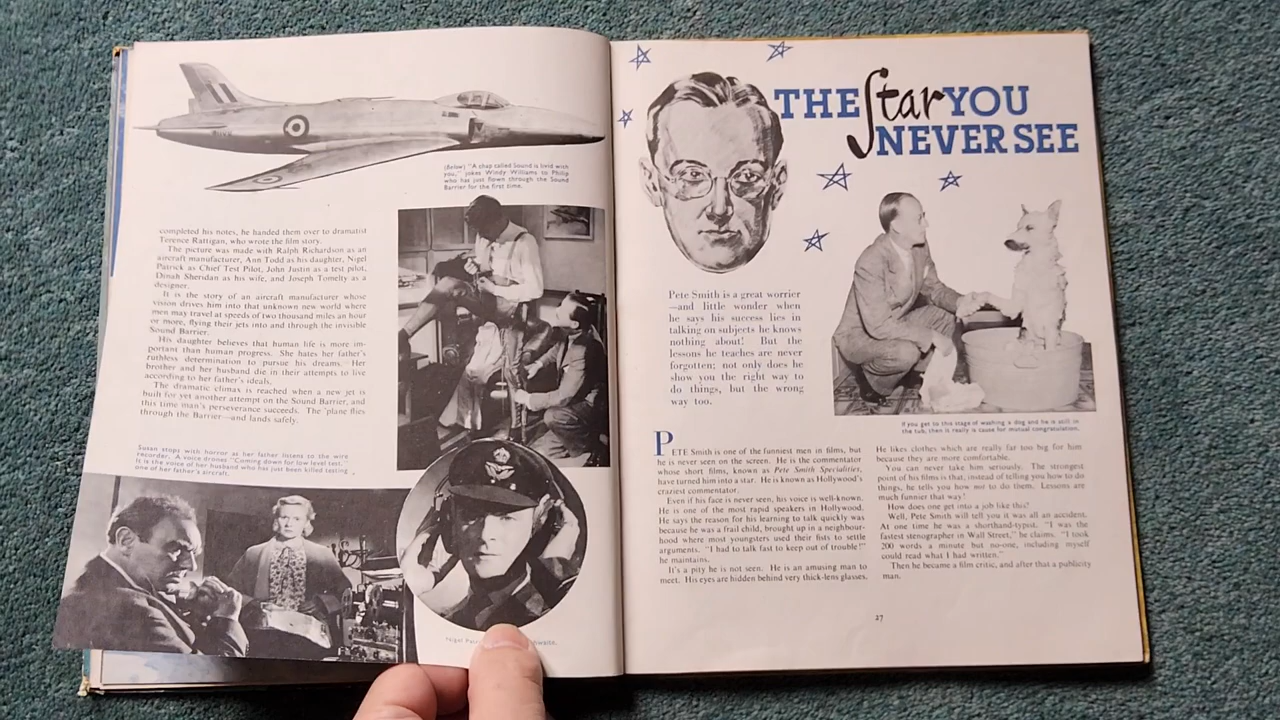 (Below) "A chap called Sound is livid with
you," jokes Windy Williams to Philip
who has just flown through the Sound
Barrier for the first time.
completed his notes, he handed them over to dramatist
Terence Rattigan, who wrote the film story.
The picture was made with Ralph Richardson as an
aircraft manufacturer, Ann Todd as his daughter, Nigel
Patrick as Chief Test Pilot, John Justin as a test pilot,
Dinah Sheridan as his wife, and Joseph Tomelty as a
designer.
It is the story of an aircraft manufacturer whose
vision drives him into that unknown new world where
men may travel at speeds of two thousand miles an hour
or more, flying their jets into and through the invisible
Sound Barrier.
His daughter believes that human life is more im-
portant than human progress. She hates her father's
ruthless determination to pursue his dreams. Her
brother and her husband die in their attempts to live
according to her father's ideals.
The dramatic climax is reached when a new jet is
built for yet another attempt on the Sound Barrier, and
this time man's perseverance succeeds. The 'plane flies
through the Barrier—and lands safely.
Susan stops with horror as her father listens to the wire
recorder. A voice drones "Coming down for low level test."
It is the voice of her husband who has just been killed testing
one of her father's aircraft.
Nigel
THE Star YOU
NEVER SEE
Pete Smith is a great worrier
—and little wonder when
he says his success lies in
talking on subjects he knows
nothing about! But the
lessons he teaches are never
forgotten; not only does he
show you the right way to
do things, but the wrong
way too.
If you get to this stage of washing a dog and he is still in
the tub, then is really is cause for mutual congratulation.
PETE Smith is one of the funniest men in films, but
he is never seen on the screen. He is the commentator
whose short films, known as Pete Smith Specialities,
have turned him into a star. He is known as Hollywood's
craziest commentator.
Even if his face is never seen, his voice is well-known.
He is one of the most rapid speakers in Hollywood.
He says the reason for his learning to talk quickly was
because he was a frail child, brought up in a neighbour-
hood where most youngsters used their fists to settle
arguments. "I had to talk fast to keep out of trouble!"
he maintains.
It's a pity he is not seen. He is an amusing man to
meet. His eyes are hidden behind very thick-lens glasses.
He likes clothes which are really far too big for him
because they are more comfortable.
You can never take him seriously. The strongest
point of his films is that, instead of telling you how to do
things, he tells you how not to do them. Lessons are
much funnier that way!
How does one get into a job like this?
Well, Pete Smith will tell you it was all an accident.
At one time he was a shorthand-typist. "I was the
fastest stenographer in Wall Street," he claims. "I took
200 words a minute but no-one, including myself
could read what I had written."
Then he became a film critic, and after that a publicity
man.
27